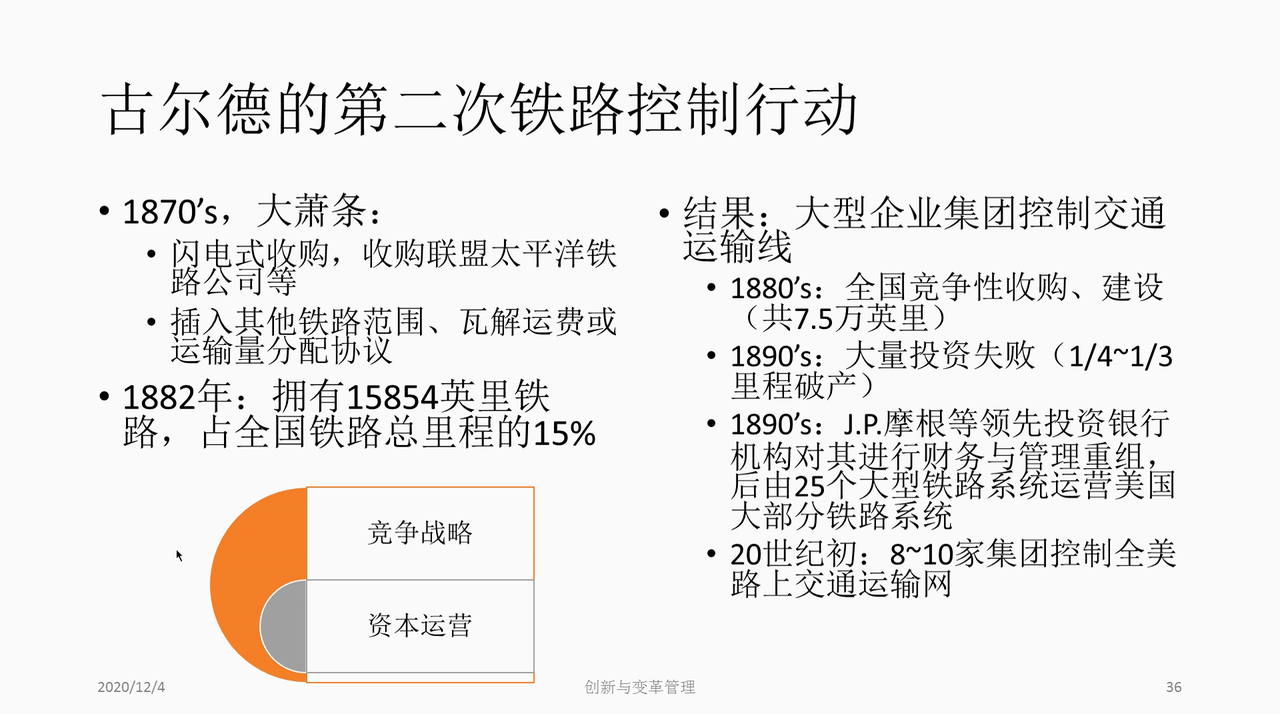 古尔德的第二次铁路控制行动
• 1870’s，大萧条：
• 闪电式收购，收购联盟太平洋铁
路公司等
• 插入其他铁路范围、瓦解运费或
运输量分配协议
• 1882年：拥有15854英里铁
路，占全国铁路总里程的15%
竞争战略
资本运营
• 结果：大型企业集团控制交通
运输线
• 1880’s：全国竞争性收购、建设
（共7.5万英里）
• 1890’s：大量投资失败（1/4~1/3
里程破产）
• 1890’s：J.P.摩根等领先投资银行
机构对其进行财务与管理重组，
后由25个大型铁路系统运营美国
大部分铁路系统
• 20世纪初：8~10家集团控制全美
路上交通运输网
2020/12/4
创新与变革管理
36